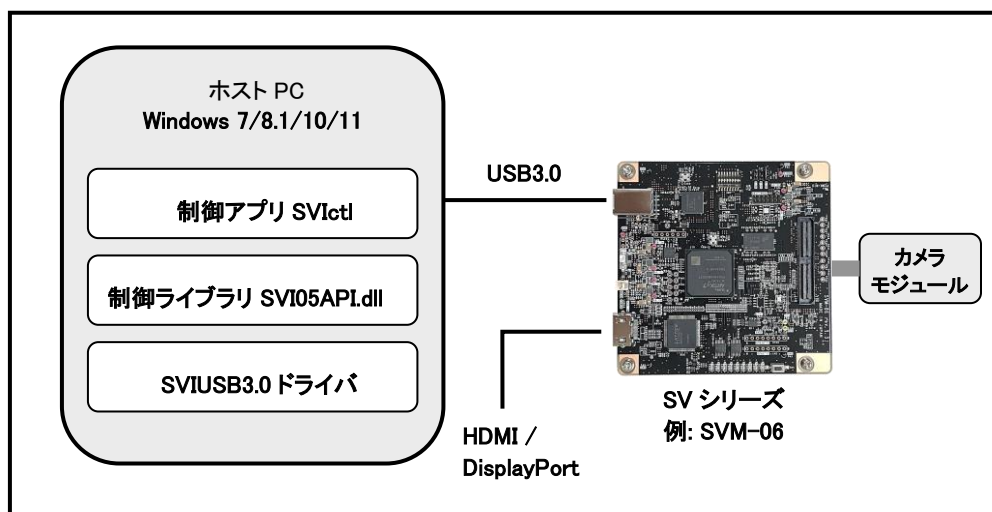 ホスト PC
Windows 7/8.1/10/11
制御アプリ SVIctl
制御ライブラリ SVI05API.dll
SVIUSB3.0 ドライバ
USB3.0
HDMI /
DisplayPort
SV シリーズ
例: SVM-06
カメラ
モジュール